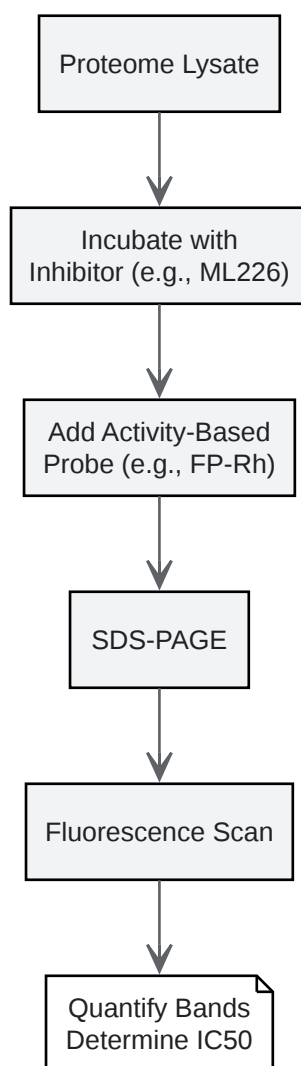 Proteome Lysate
Incubate with
Inhibitor (e.g., ML226)
Add Activity-Based
Probe (e.g., FP-Rh)
SDS-PAGE
Fluorescence Scan
Quantify Bands
Determine IC50